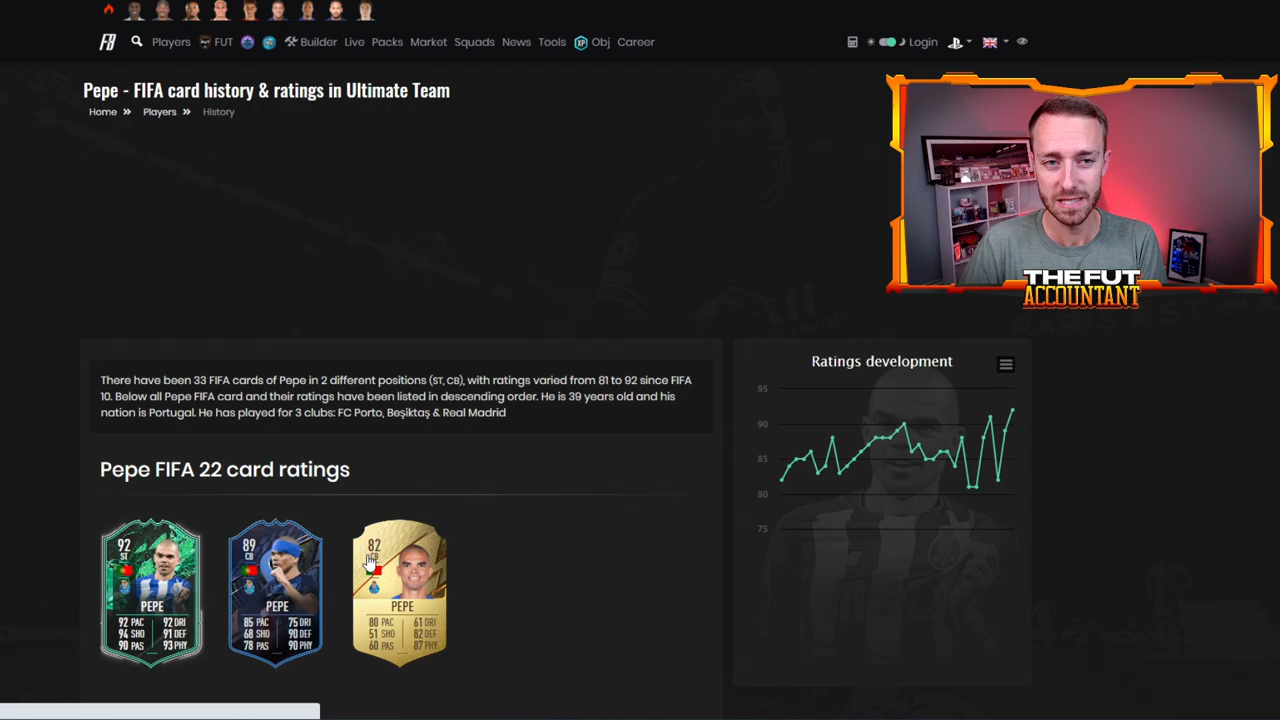 F8 Players FUT Builder Live Packs Market Squads News Tools XP Obj Career Login
Pepe - FIFA card history & ratings in Ultimate Team
Home » Players » History
THE FUT
ACCOUNTANT
There have been 33 FIFA cards of Pepe in 2 different positions (ST, CB), with ratings varied from 81 to 92 since FIFA
10. Below all Pepe FIFA card and their ratings have been listed in descending order. He is 39 years old and his
nation is Portugal. He has played for 3 clubs: FC Porto, Beşiktaş & Real Madrid
Ratings development
95
90
85
80
75
Pepe FIFA 22 card ratings
92
ST
PEPE
92 PAC 92 DRI
94 SHO 91 DEF
90 PAS 93 PHY
89
CB
PEPE
85 PAC 75 DRI
68 SHO 90 DEF
78 PAS 90 PHY
82
CB
PEPE
80 PAC 61 DRI
51 SHO 82 DEF
60 PAS 87 PHY